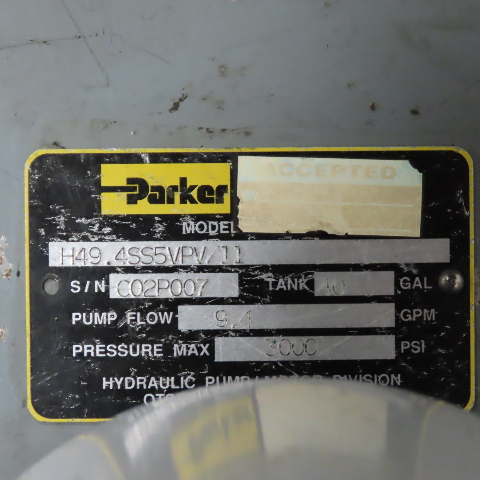 Parker
ACCEPTED
MODEL
H49.4SS5VPV/11
S/N C02P007 TANK 40 GAL
PUMP FLOW 9.4 GPM
PRESSURE MAX 3000 PSI
HYDRAULIC PUMP/MOTOR DIVISION